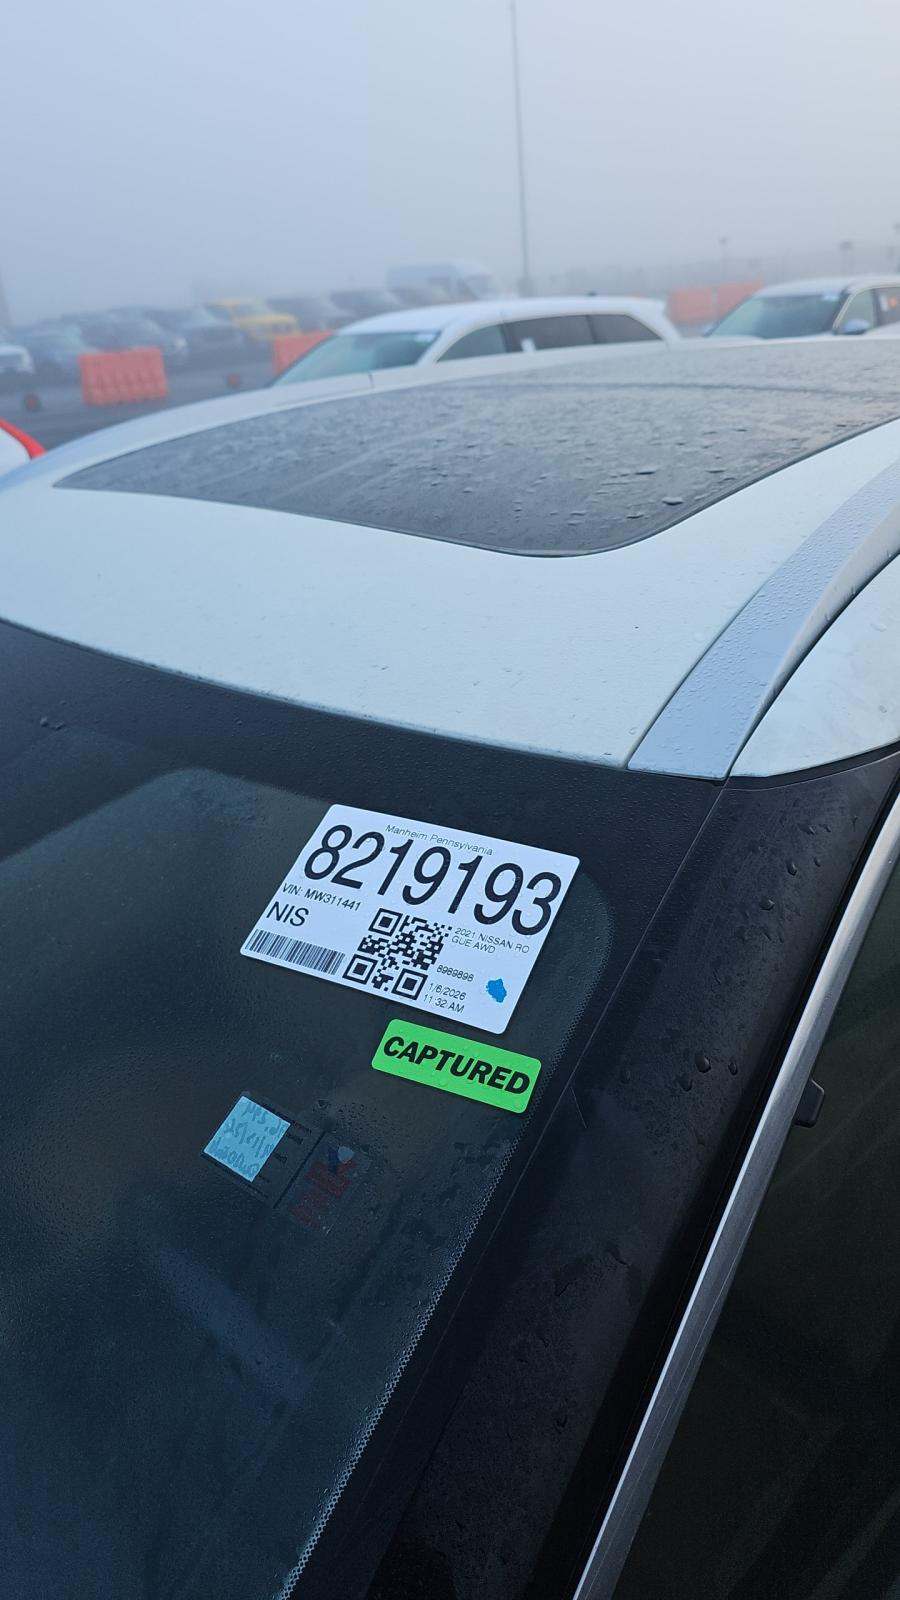 Manheim Pennsylvania
8219193
VIN: MW311441
NIS
2021 NISSAN RO
GUE AWD
8989898
1/6/2026
11:32 AM
CAPTURED